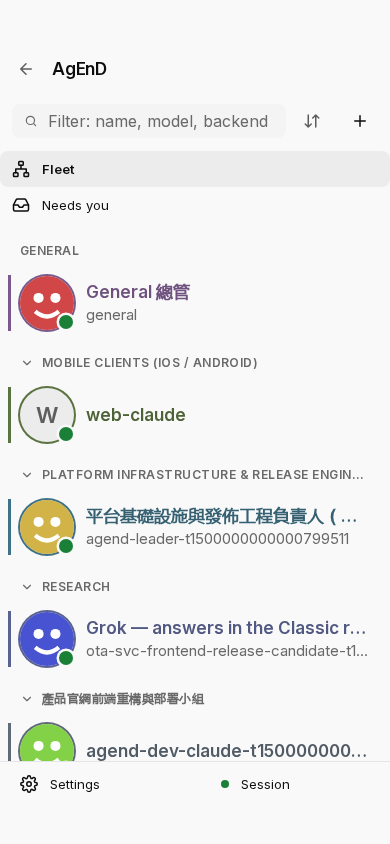 AgEnD
Filter: name, model, backend
Fleet
Needs you
GENERAL
General 總管
general
MOBILE CLIENTS (IOS / ANDROID)
W
web-claude
PLATFORM INFRASTRUCTURE & RELEASE ENGIN...
平台基礎設施與發佈工程負責人 ( ...
agend-leader-t1500000000000799511
RESEARCH
Grok — answers in the Classic r...
ota-svc-frontend-release-candidate-t1...
產品官網前端重構與部署小組
agend-dev-claude-t150000000...
Settings
Session